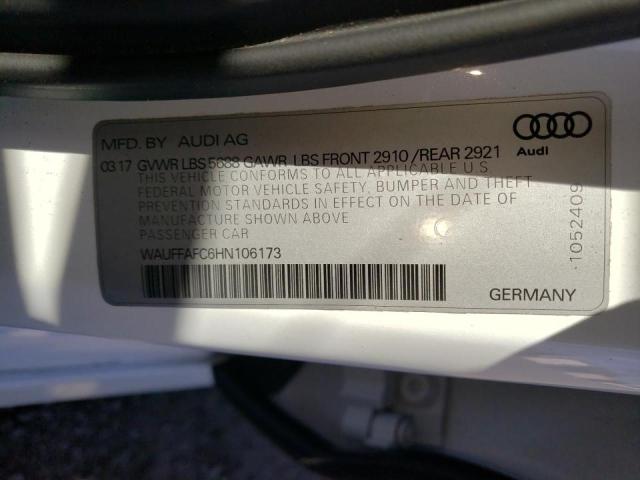 MFD. BY AUDI AG
Audi
03 17 GVWR LBS 5688 GAWR LBS FRONT 2910 / REAR 2921
THIS VEHICLE CONFORMS TO ALL APPLICABLE U S
FEDERAL MOTOR VEHICLE SAFETY, BUMPER AND THEFT
PREVENTION STANDARDS IN EFFECT ON THE DATE OF
MANUFACTURE SHOWN ABOVE
PASSENGER CAR
WAUFFAFC6HN106173
1052409
GERMANY